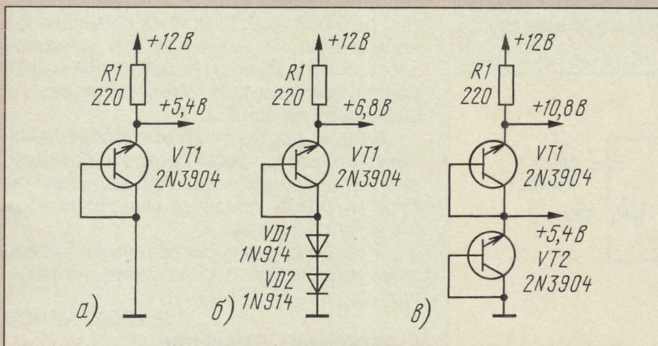 +12В
R1
220
+5,4В
VT1
2N3904
а)
+12В
R1
220
+6,8В
VT1
2N3904
VD1
1N914
VD2
1N914
б)
+12В
R1
220
+10,8В
VT1
2N3904
+5,4В
VT2
2N3904
в)